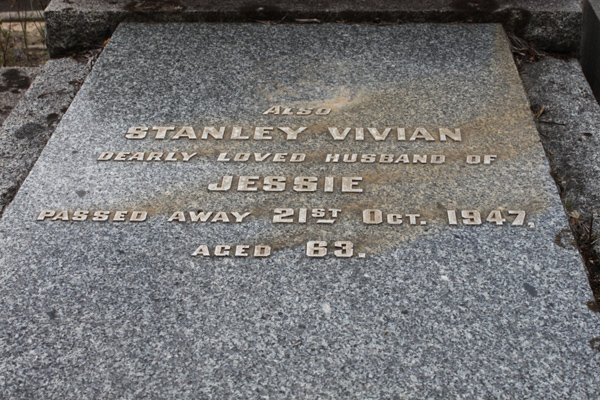 ALSO
STANLEY VIVIAN
DEARLY LOVED HUSBAND OF
JESSIE
PASSED AWAY 21ST OCT. 1947,
AGED 63.